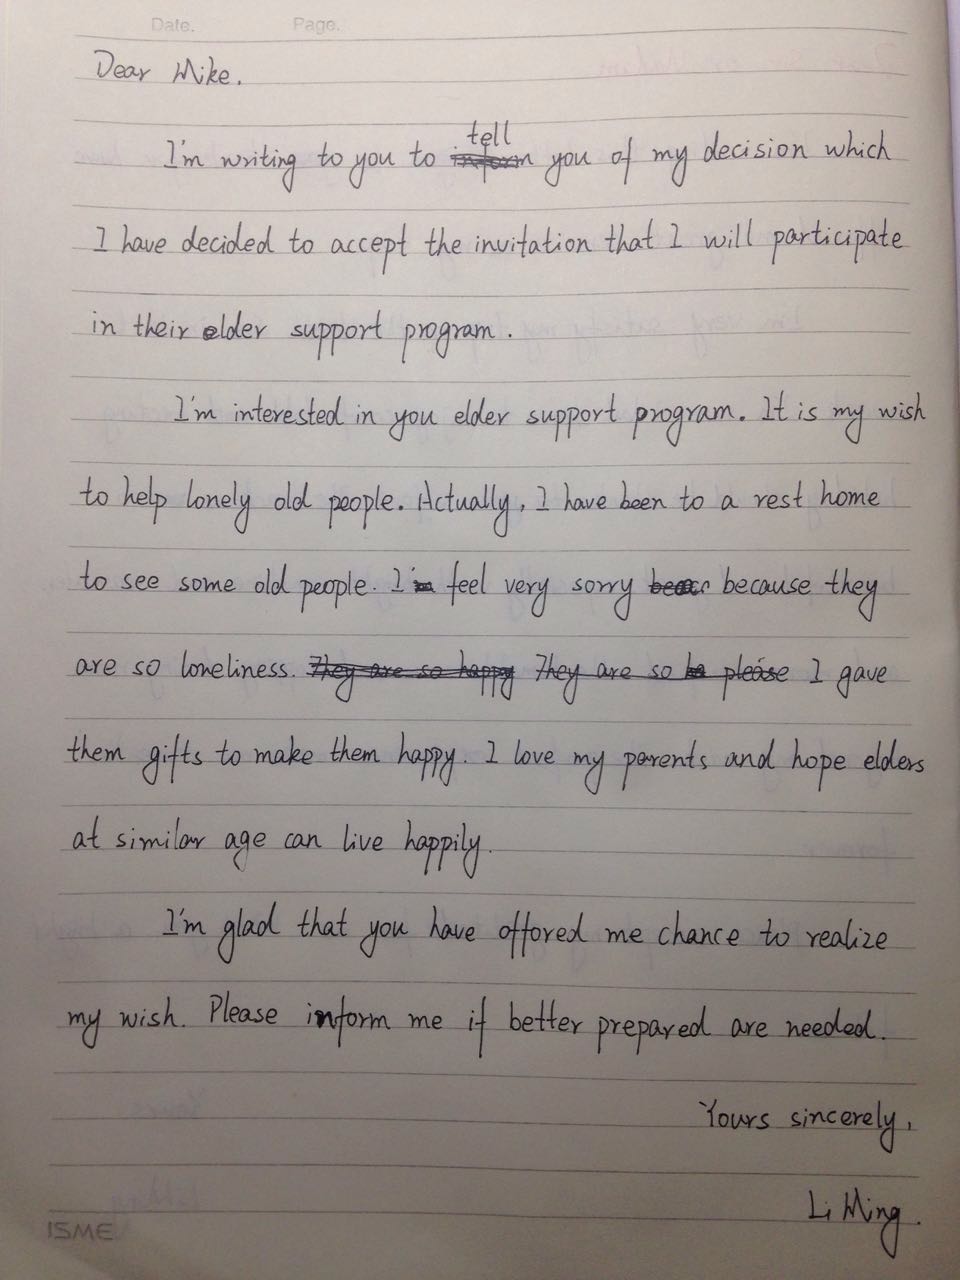 Date. Page.
Dear Mike.
tell
I'm writing to you to inform you of my decision which
I have decided to accept the invitation that I will participate
in their elder support program.
I'm interested in you elder support program. It is my wish
to help lonely old people. Actually, I have been to a rest home
to see some old people. I'm feel very sorry because they
are so loneliness. They are so happy They are so please I gave
them gifts to make them happy. I love my parents and hope elders
at similar age can live happily.
I'm glad that you have offored me chance to realize
my wish. Please inform me if better prepared are needed.
Yours sincerely,
Li Ming.
ISME